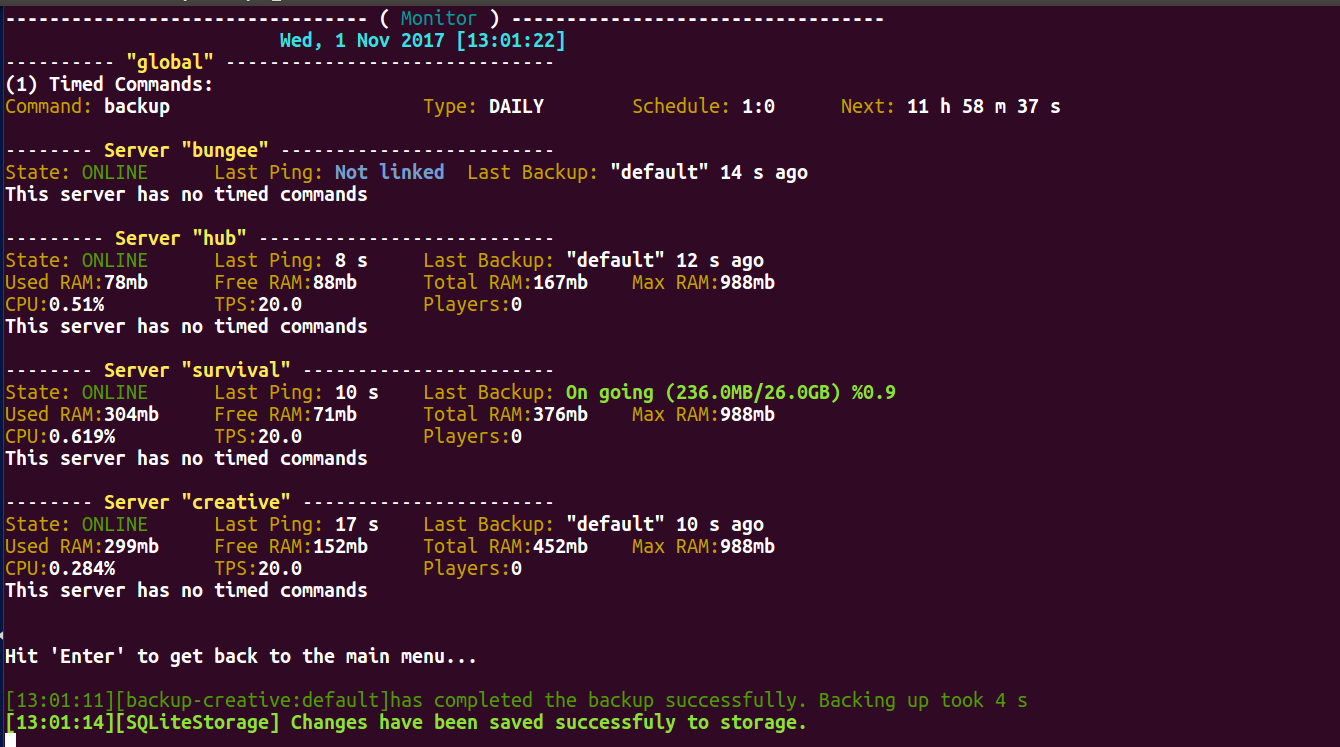 --------------------------------- ( Monitor ) ----------------------------------
Wed, 1 Nov 2017 [13:01:22]
---------- "global" ------------------------------
(1) Timed Commands:
Command: backup Type: DAILY Schedule: 1:0 Next: 11 h 58 m 37 s
-------- Server "bungee" -------------------------
State: ONLINE Last Ping: Not linked Last Backup: "default" 14 s ago
This server has no timed commands
--------- Server "hub" ---------------------------
State: ONLINE Last Ping: 8 s Last Backup: "default" 12 s ago
Used RAM:78mb Free RAM:88mb Total RAM:167mb Max RAM:988mb
CPU:0.51% TPS:20.0 Players:0
This server has no timed commands
-------- Server "survival" -----------------------
State: ONLINE Last Ping: 10 s Last Backup: On going (236.0MB/26.0GB) %0.9
Used RAM:304mb Free RAM:71mb Total RAM:376mb Max RAM:988mb
CPU:0.619% TPS:20.0 Players:0
This server has no timed commands
-------- Server "creative" -----------------------
State: ONLINE Last Ping: 17 s Last Backup: "default" 10 s ago
Used RAM:299mb Free RAM:152mb Total RAM:452mb Max RAM:988mb
CPU:0.284% TPS:20.0 Players:0
This server has no timed commands
Hit 'Enter' to get back to the main menu...
[13:01:11][backup-creative:default]has completed the backup successfully. Backing up took 4 s
[13:01:14][SQLiteStorage] Changes have been saved successfuly to storage.